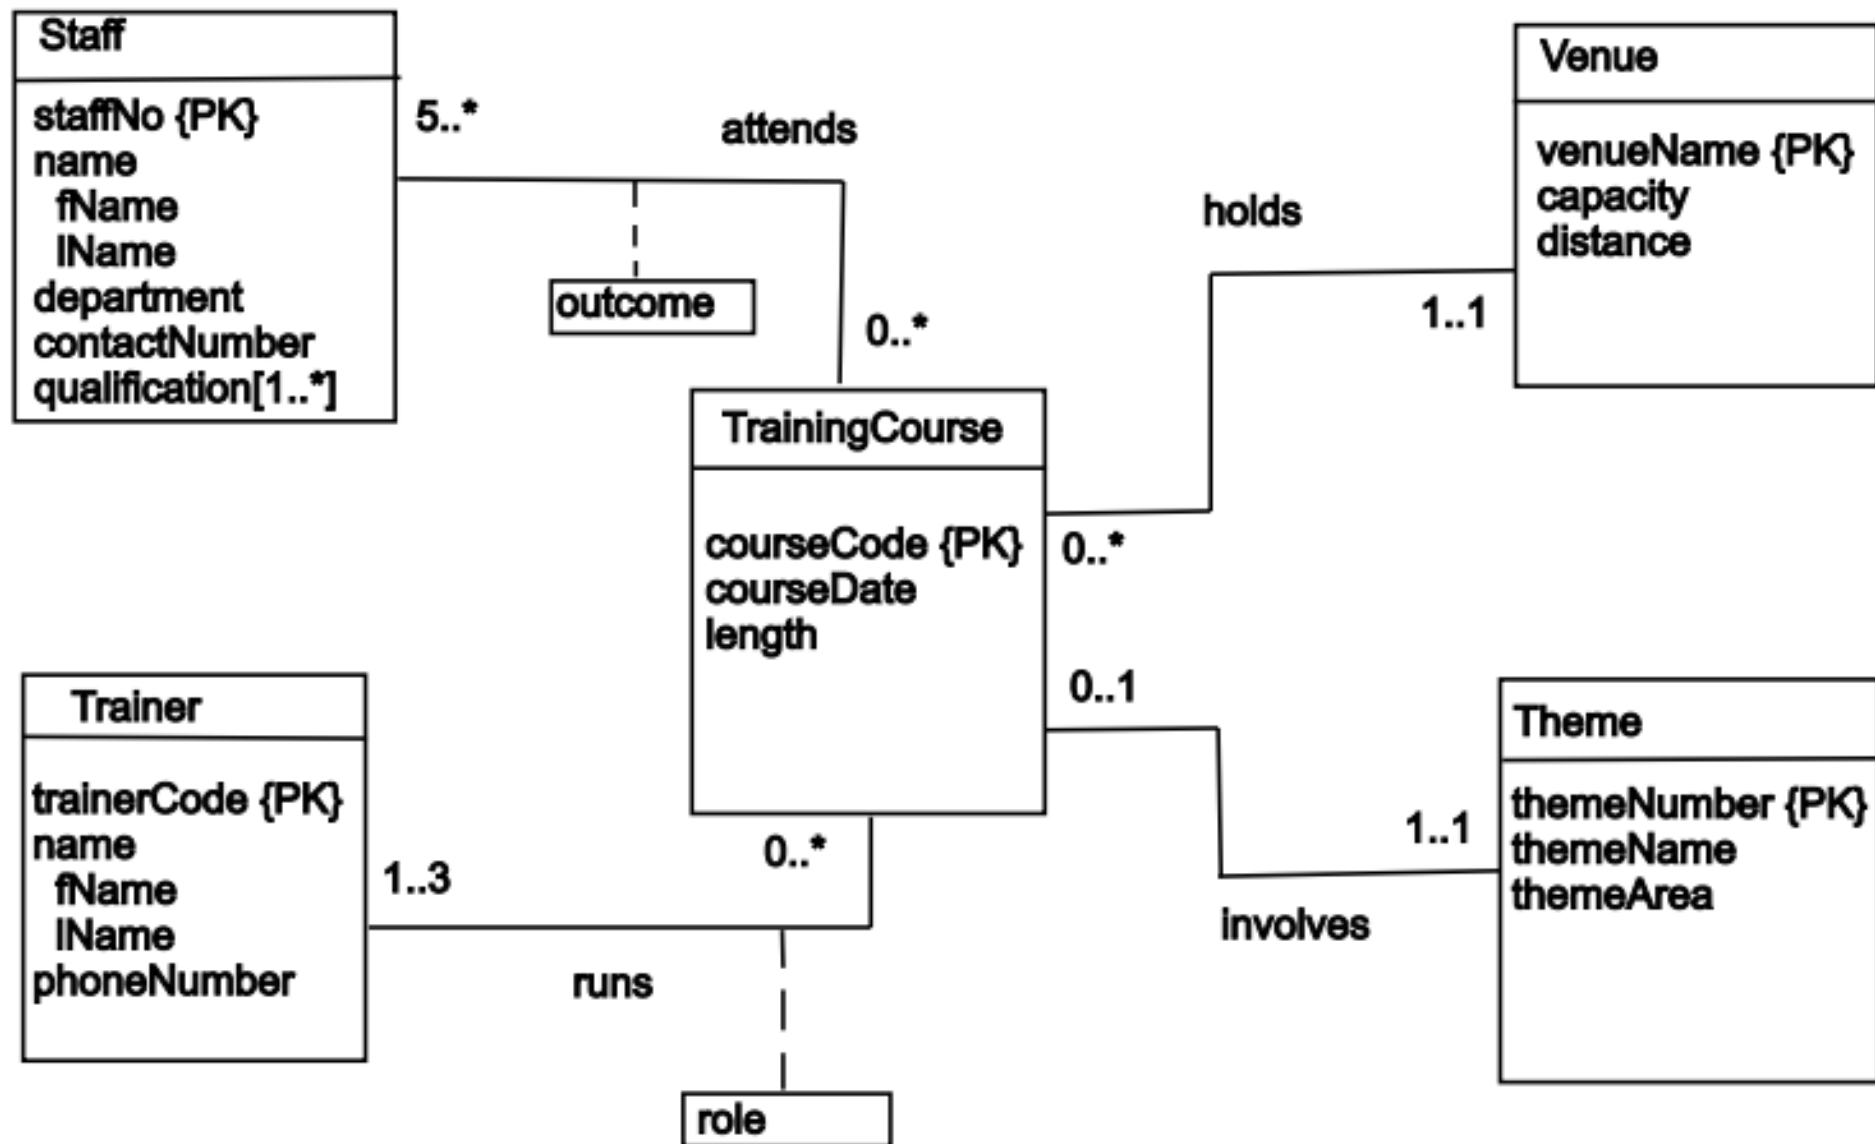 Staff
staffNo {PK}
name
fName
lName
department
contactNumber
qualification[1..*]
5..*
attends
outcome
0..*
Venue
venueName {PK}
capacity
distance
holds
1..1
TrainingCourse
courseCode {PK}
courseDate
length
0..*
0..1
0..*
Trainer
trainerCode {PK}
name
fName
lName
phoneNumber
1..3
runs
role
Theme
themeNumber {PK}
themeName
themeArea
1..1
involves